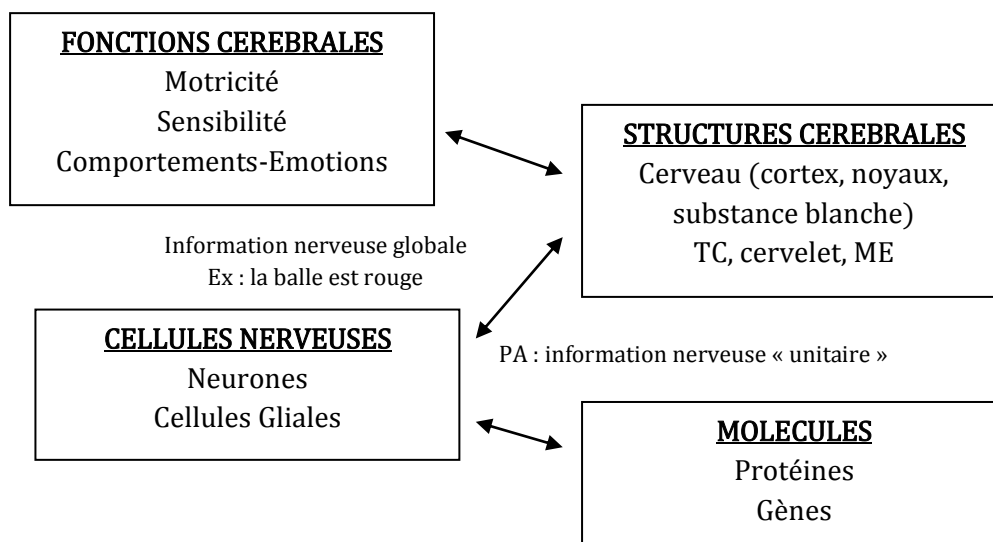 FONCTIONS CEREBRALES
Motricité
Sensibilité
Comportements-Emotions
STRUCTURES CEREBRALES
Cerveau (cortex, noyaux,
substance blanche)
TC, cervelet, ME
Information nerveuse globale
Ex : la balle est rouge
CELLULES NERVEUSES
Neurones
Cellules Gliales
PA : information nerveuse « unitaire »
MOLECULES
Protéines
Gènes